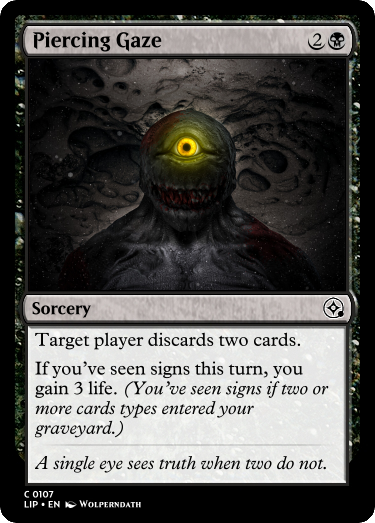 Piercing Gaze 2
Sorcery
Target player discards two cards.
If you've seen signs this turn, you
gain 3 life. (You've seen signs if two or
more cards types entered your
graveyard.)
A single eye sees truth when two do not.
C 0107
LIP • EN Wolperndath